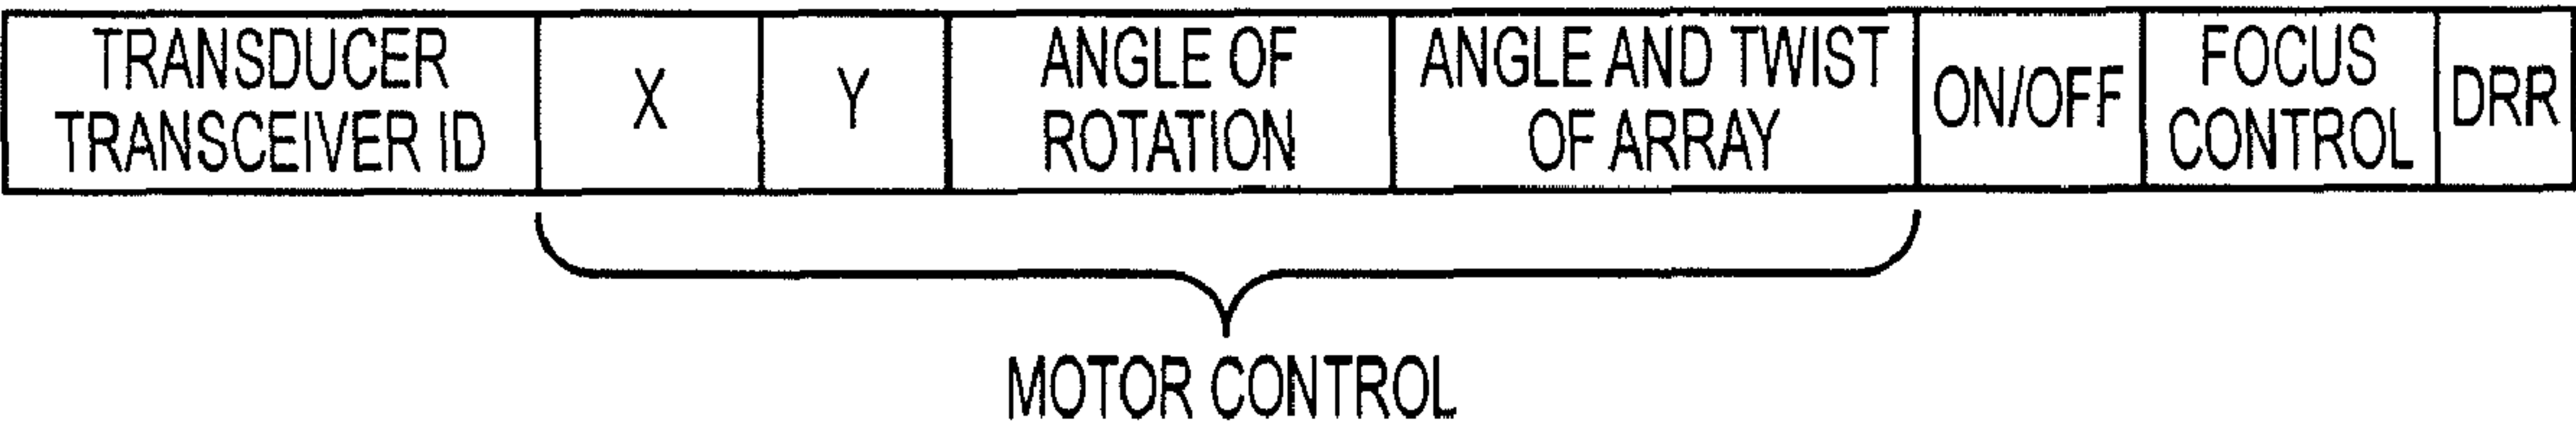 TRANSDUCER
TRANSCEIVER ID
X
Y
ANGLE OF
ROTATION
ANGLE AND TWIST
OF ARRAY
ON/OFF
FOCUS
CONTROL
DRR
MOTOR CONTROL